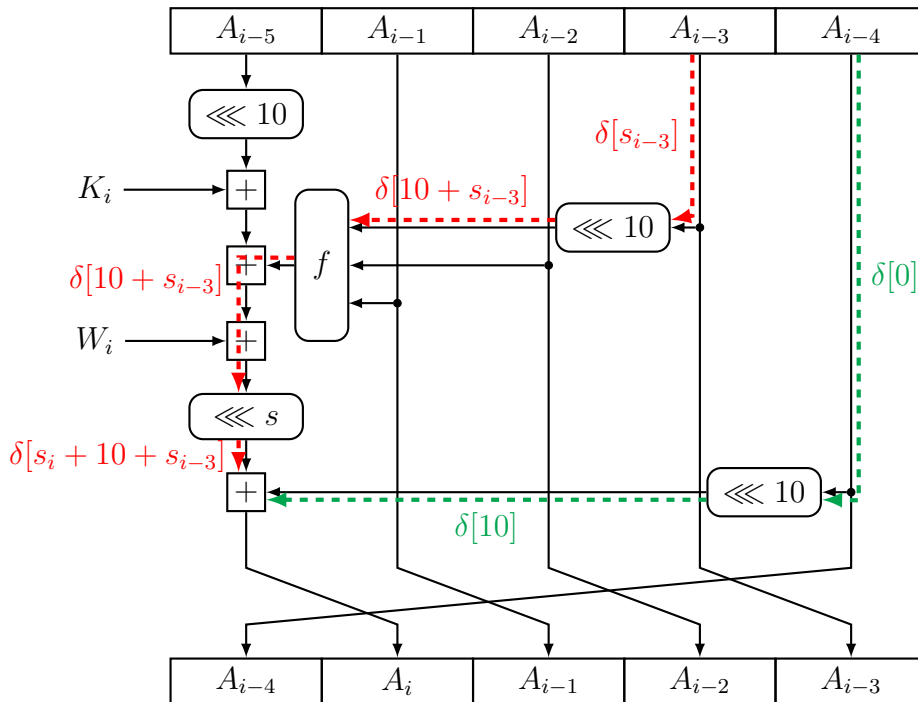 A_{i-5} A_{i-1} A_{i-2} A_{i-3} A_{i-4}
⋘ 10
δ[s_{i-3}]
K_i + δ[10 + s_{i-3}]
⋘ 10
δ[10 + s_{i-3}] + f δ[0]
W_i +
⋘ s
δ[s_i + 10 + s_{i-3}]
+ ⋘ 10
δ[10]
A_{i-4} A_i A_{i-1} A_{i-2} A_{i-3}